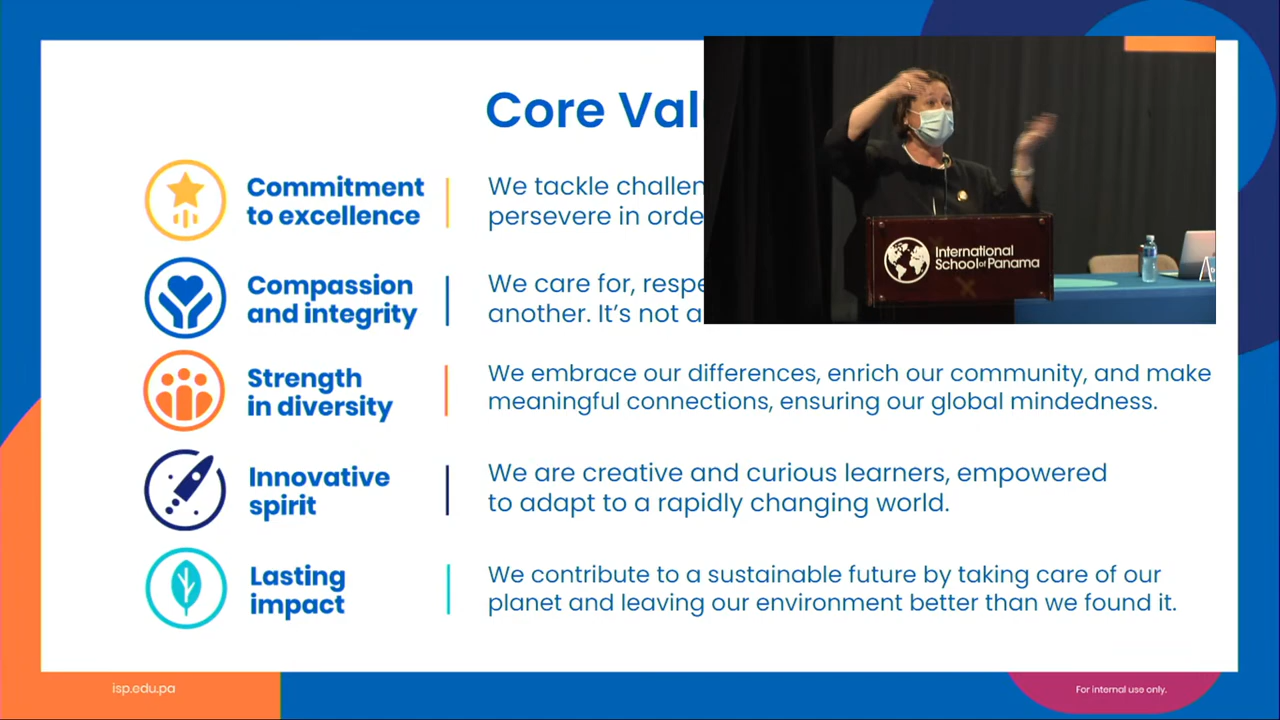 Core Val
Commitment
to excellence
We tackle challen
persevere in orde
Compassion
and integrity
We care for, respe
another. It's not a
Strength
in diversity
We embrace our differences, enrich our community, and make
meaningful connections, ensuring our global mindedness.
Innovative
spirit
We are creative and curious learners, empowered
to adapt to a rapidly changing world.
Lasting
impact
We contribute to a sustainable future by taking care of our
planet and leaving our environment better than we found it.
International
School of Panama
isp.edu.pa
For internal use only.